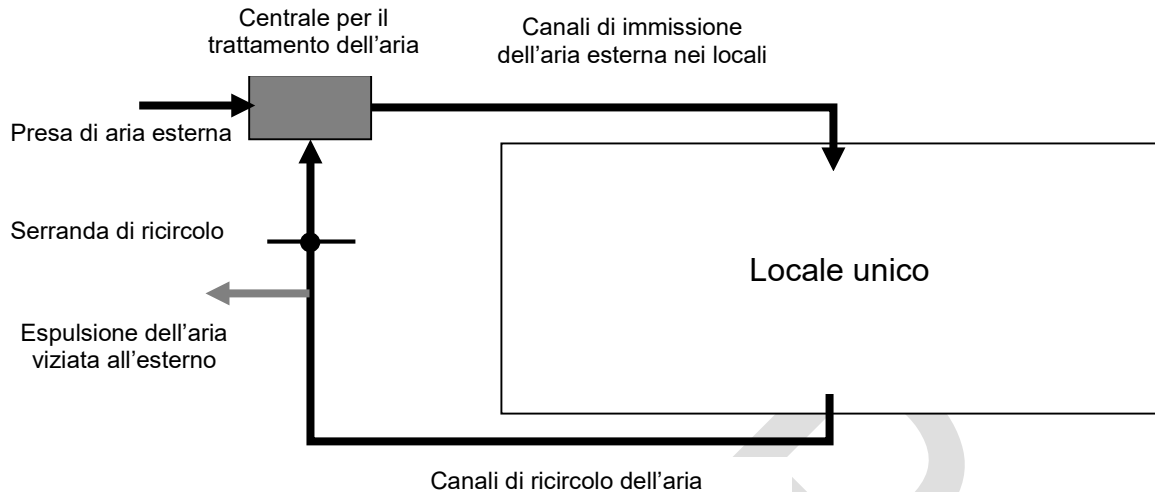 Centrale per il
trattamento dell’aria
Canali di immissione
dell’aria esterna nei locali
Presa di aria esterna
Serranda di ricircolo
Locale unico
Espulsione dell’aria
viziata all’esterno
Canali di ricircolo dell’aria